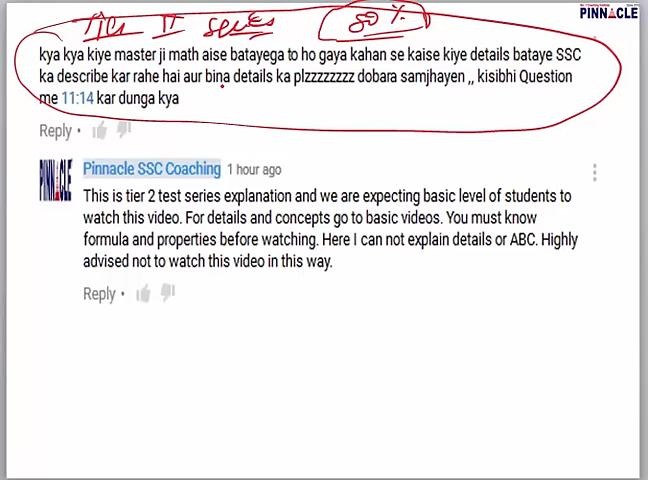 Tier II Series 80 %
PINNACLE
kya kya kiye master ji math aise batayega to ho gaya kahan se kaise kiye details bataye SSC
ka describe kar rahe hai aur bina details ka plzzzzzzzz dobara samjhayen ,, kisibhi Question
me 11:14 kar dunga kya
Reply •
PINNACLE
Pinnacle SSC Coaching 1 hour ago
This is tier 2 test series explanation and we are expecting basic level of students to
watch this video. For details and concepts go to basic videos. You must know
formula and properties before watching. Here I can not explain details or ABC. Highly
advised not to watch this video in this way.
Reply •